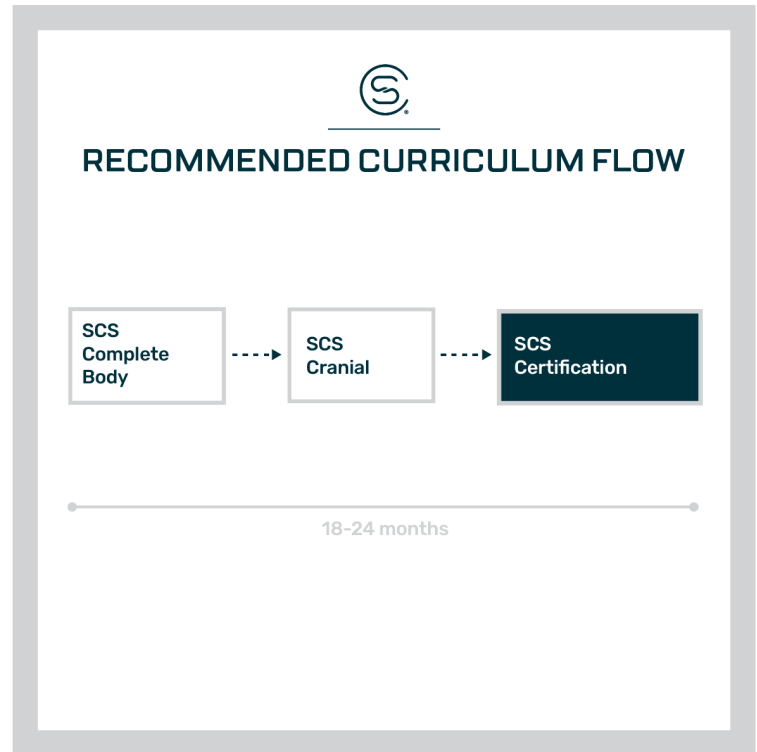 RECOMMENDED CURRICULUM FLOW
SCS
Complete
Body
SCS
Cranial
SCS
Certification
18-24 months